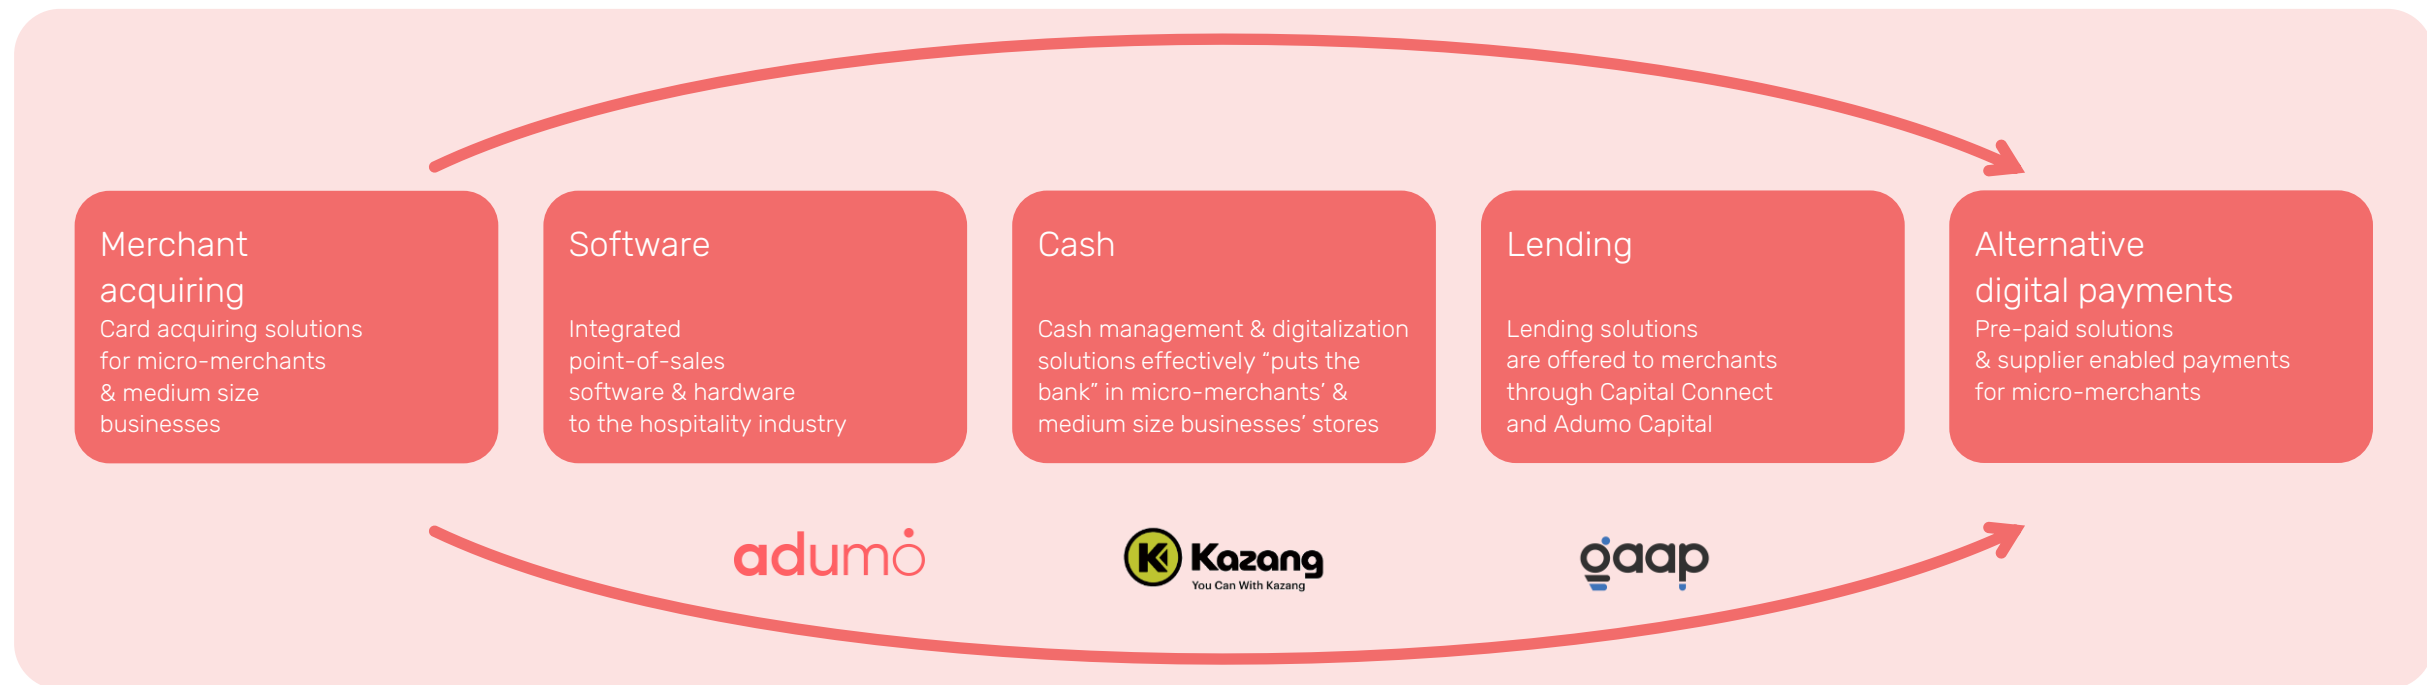 Merchant
acquiring
Card acquiring solutions
for micro-merchants
& medium size
businesses
Software
Integrated
point-of-sales
software & hardware
to the hospitality industry
Cash
Cash management & digitalization
solutions effectively “puts the
bank” in micro-merchants’ &
medium size businesses’ stores
Lending
Lending solutions
are offered to merchants
through Capital Connect
and Adumo Capital
Alternative
digital payments
Pre-paid solutions
& supplier enabled payments
for micro-merchants
adumo
K Kazang
You Can With Kazang
gaap